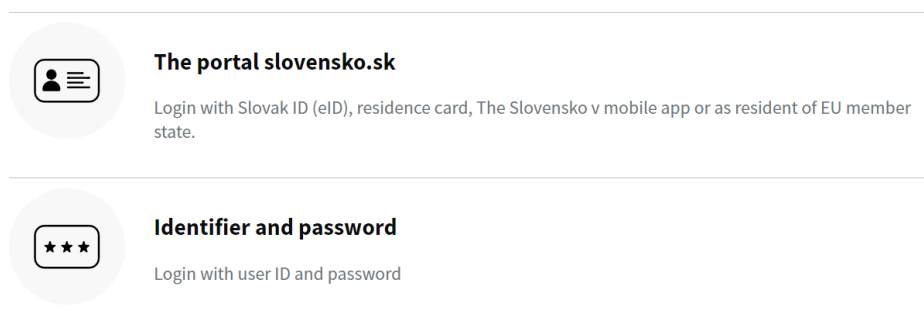 The portal slovensko.sk
Login with Slovak ID (eID), residence card, The Slovensko v mobile app or as resident of EU member
state.
Identifier and password
Login with user ID and password